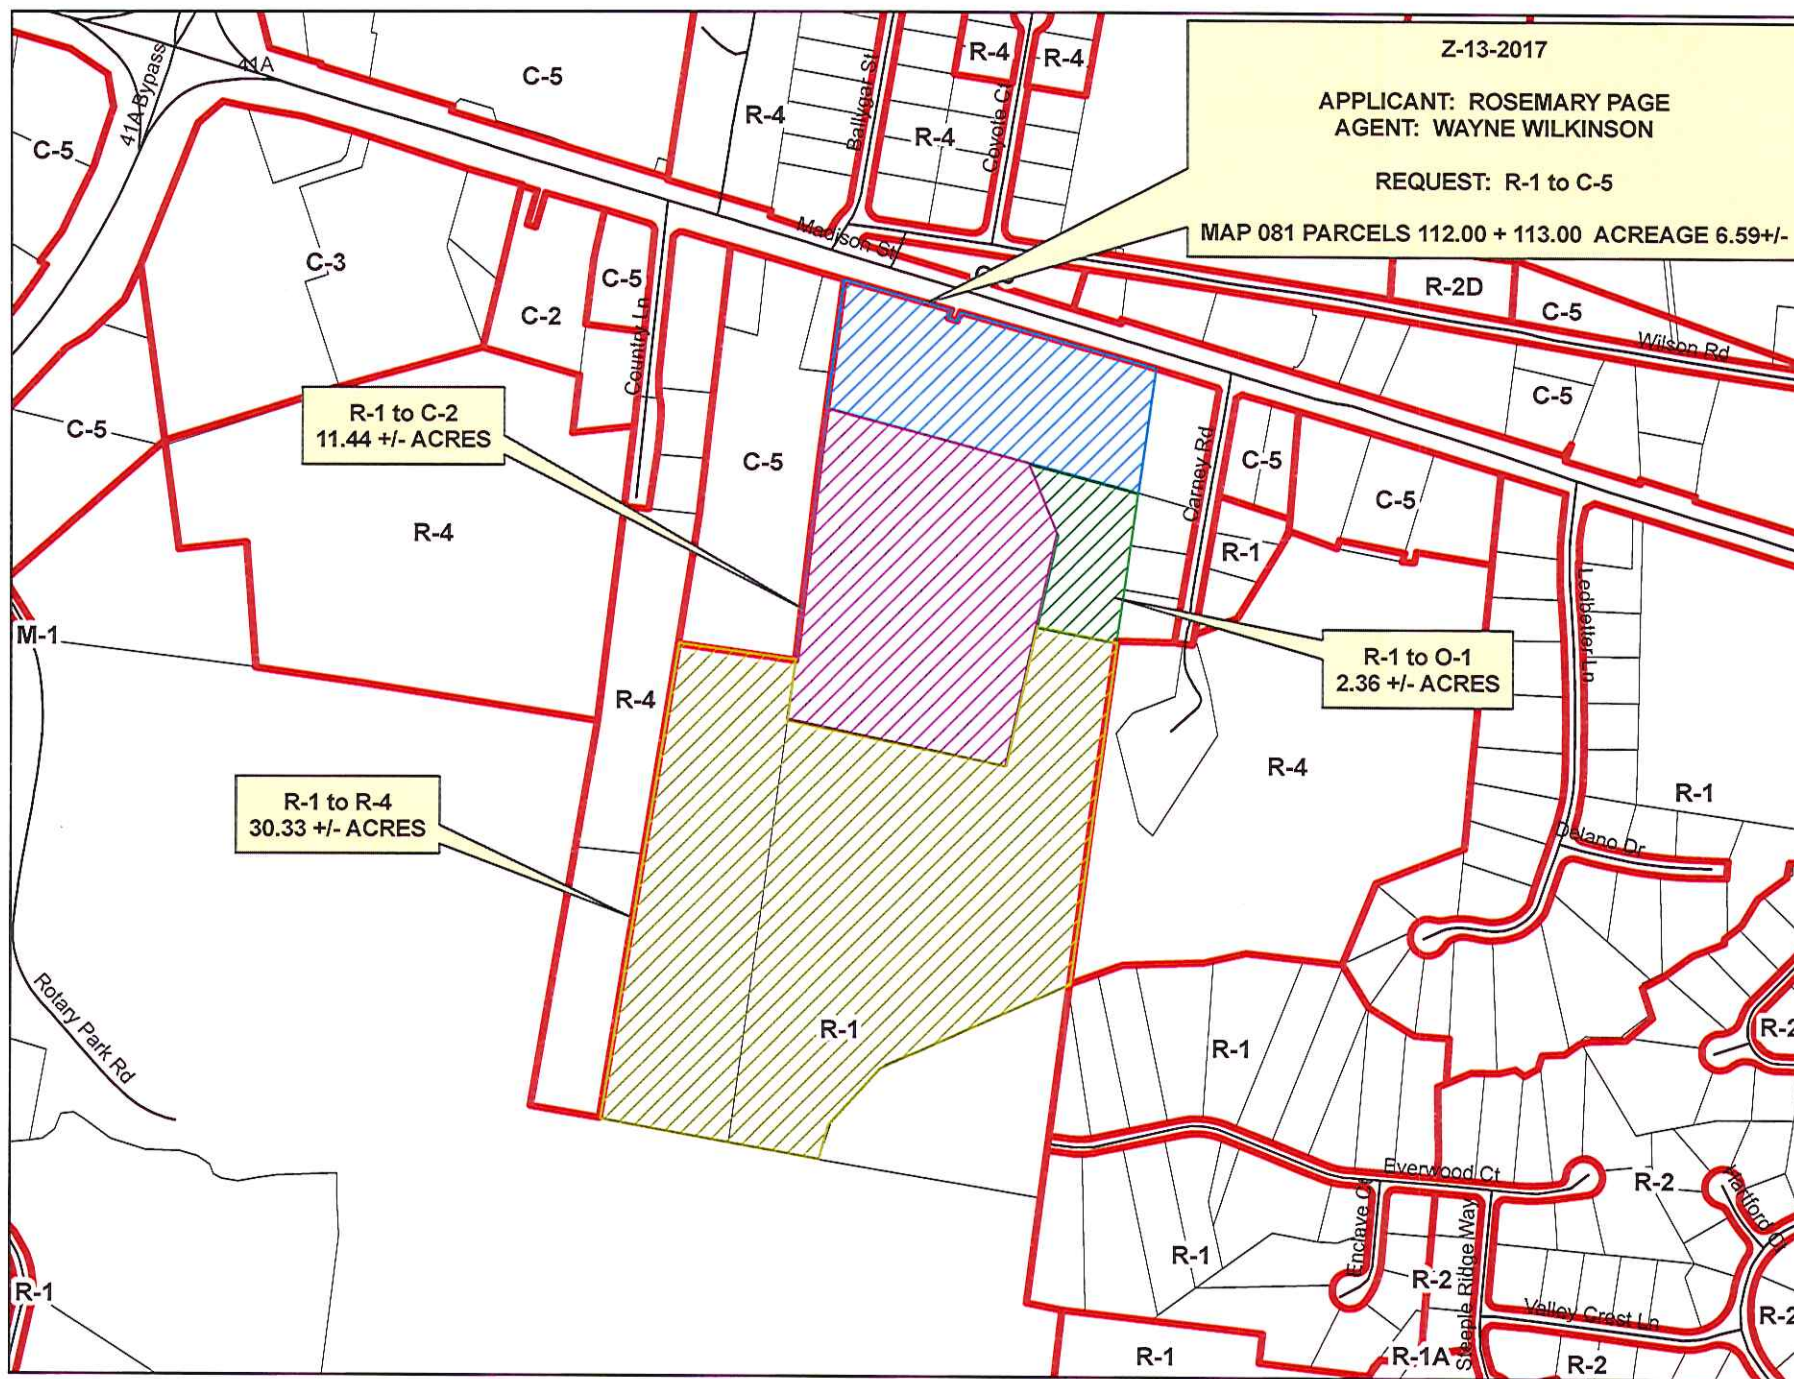 Z-13-2017
APPLICANT: ROSEMARY PAGE
AGENT: WAYNE WILKINSON
REQUEST: R-1 to C-5
MAP 081 PARCELS 112.00 + 113.00 ACREAGE 6.59+/-
41A Bypass
41A
C-5
R-4
Ballygar St
R-4
Coyote Ct
R-4
R-4
C-5
C-3
C-2
C-5
Country Ln
Madison St
R-2D
C-5
Wilson Rd
C-5
C-5
R-1 to C-2
11.44 +/- ACRES
C-5
Carney Rd
C-5
C-5
R-4
R-1
Ledbetter Ln
M-1
R-1 to O-1
2.36 +/- ACRES
R-4
R-4
R-1
R-1 to R-4
30.33 +/- ACRES
Delano Dr
Rotary Park Rd
R-1
R-1
R-2
Everwood Ct
R-2
Hartford Ct
Enclave Ct
Steeple Ridge Way
R-1
R-2
R-1
Valley Crest Ln
R-2
R-1
R-1A
R-2